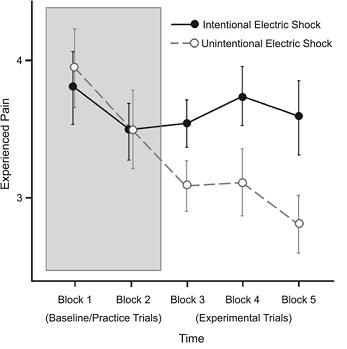 Intentional Electric Shock
Unintentional Electric Shock
4
3
Experienced Pain
Block 1 Block 2 Block 3 Block 4 Block 5
(Baseline/Practice Trials) (Experimental Trials)
Time